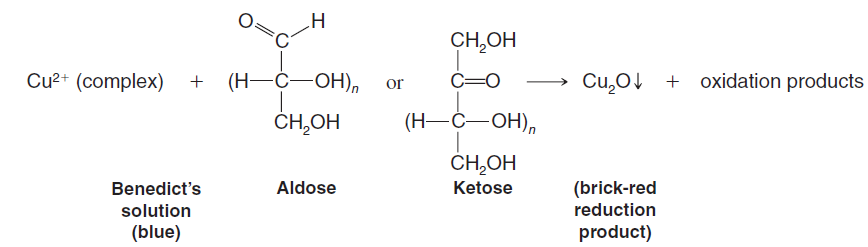 O H
C
Cu²⁺ (complex) + (H—C—OH)ₙ or
CH₂OH
CH₂OH
C=O
(H—C—OH)ₙ
CH₂OH
⟶ Cu₂O↓ + oxidation products
Benedict's
solution
(blue)
Aldose
Ketose
(brick-red
reduction
product)